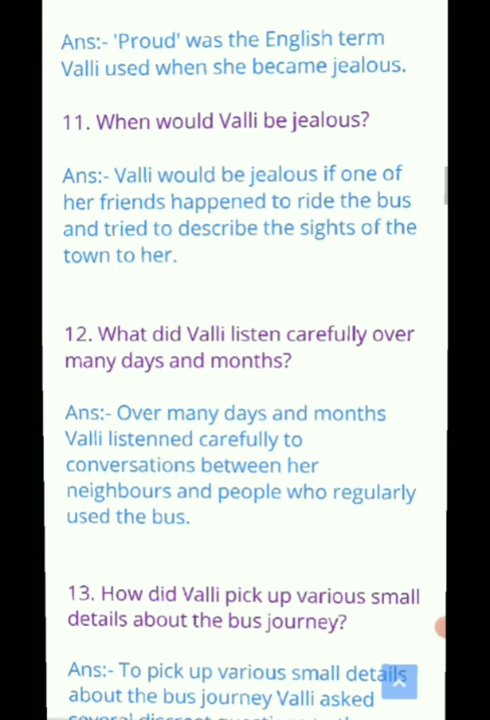 Ans:- 'Proud' was the English term
Valli used when she became jealous.
11. When would Valli be jealous?
Ans:- Valli would be jealous if one of
her friends happened to ride the bus
and tried to describe the sights of the
town to her.
12. What did Valli listen carefully over
many days and months?
Ans:- Over many days and months
Valli listenned carefully to
conversations between her
neighbours and people who regularly
used the bus.
13. How did Valli pick up various small
details about the bus journey?
Ans:- To pick up various small details
about the bus journey Valli asked
several discreet questions